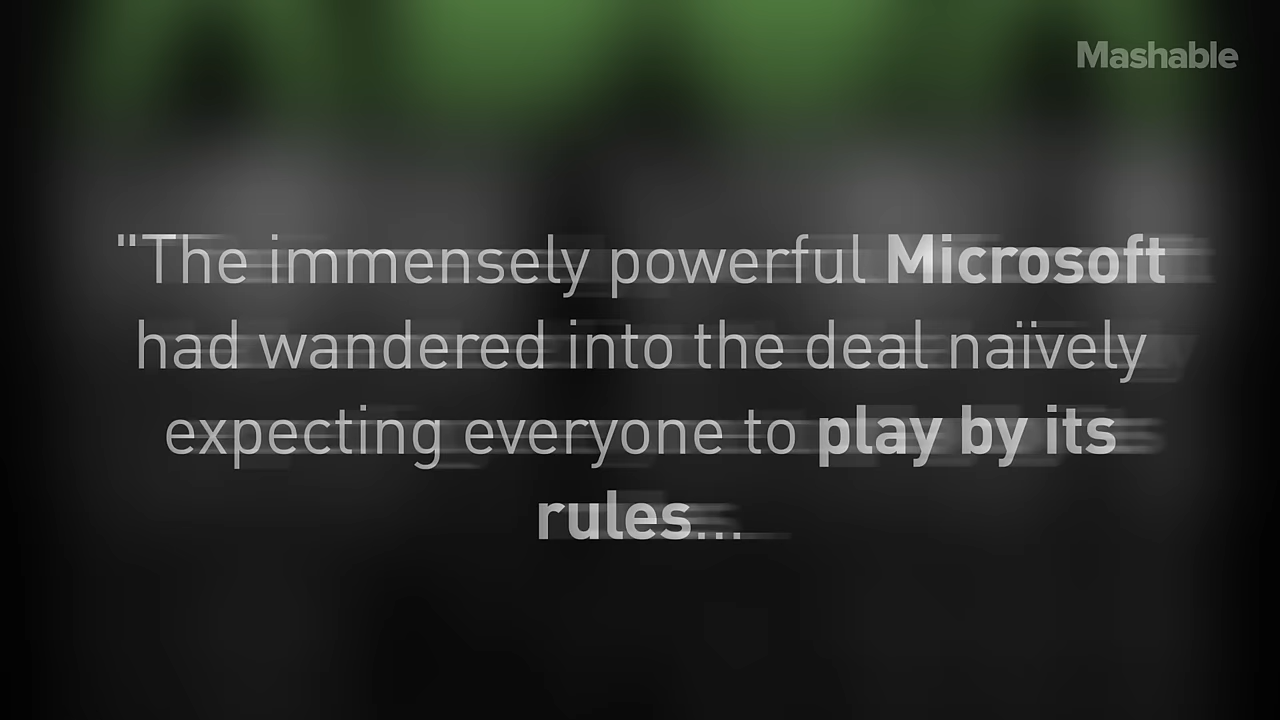 Mashable
"The immensely powerful Microsoft
had wandered into the deal naïvely
expecting everyone to play by its
rules...